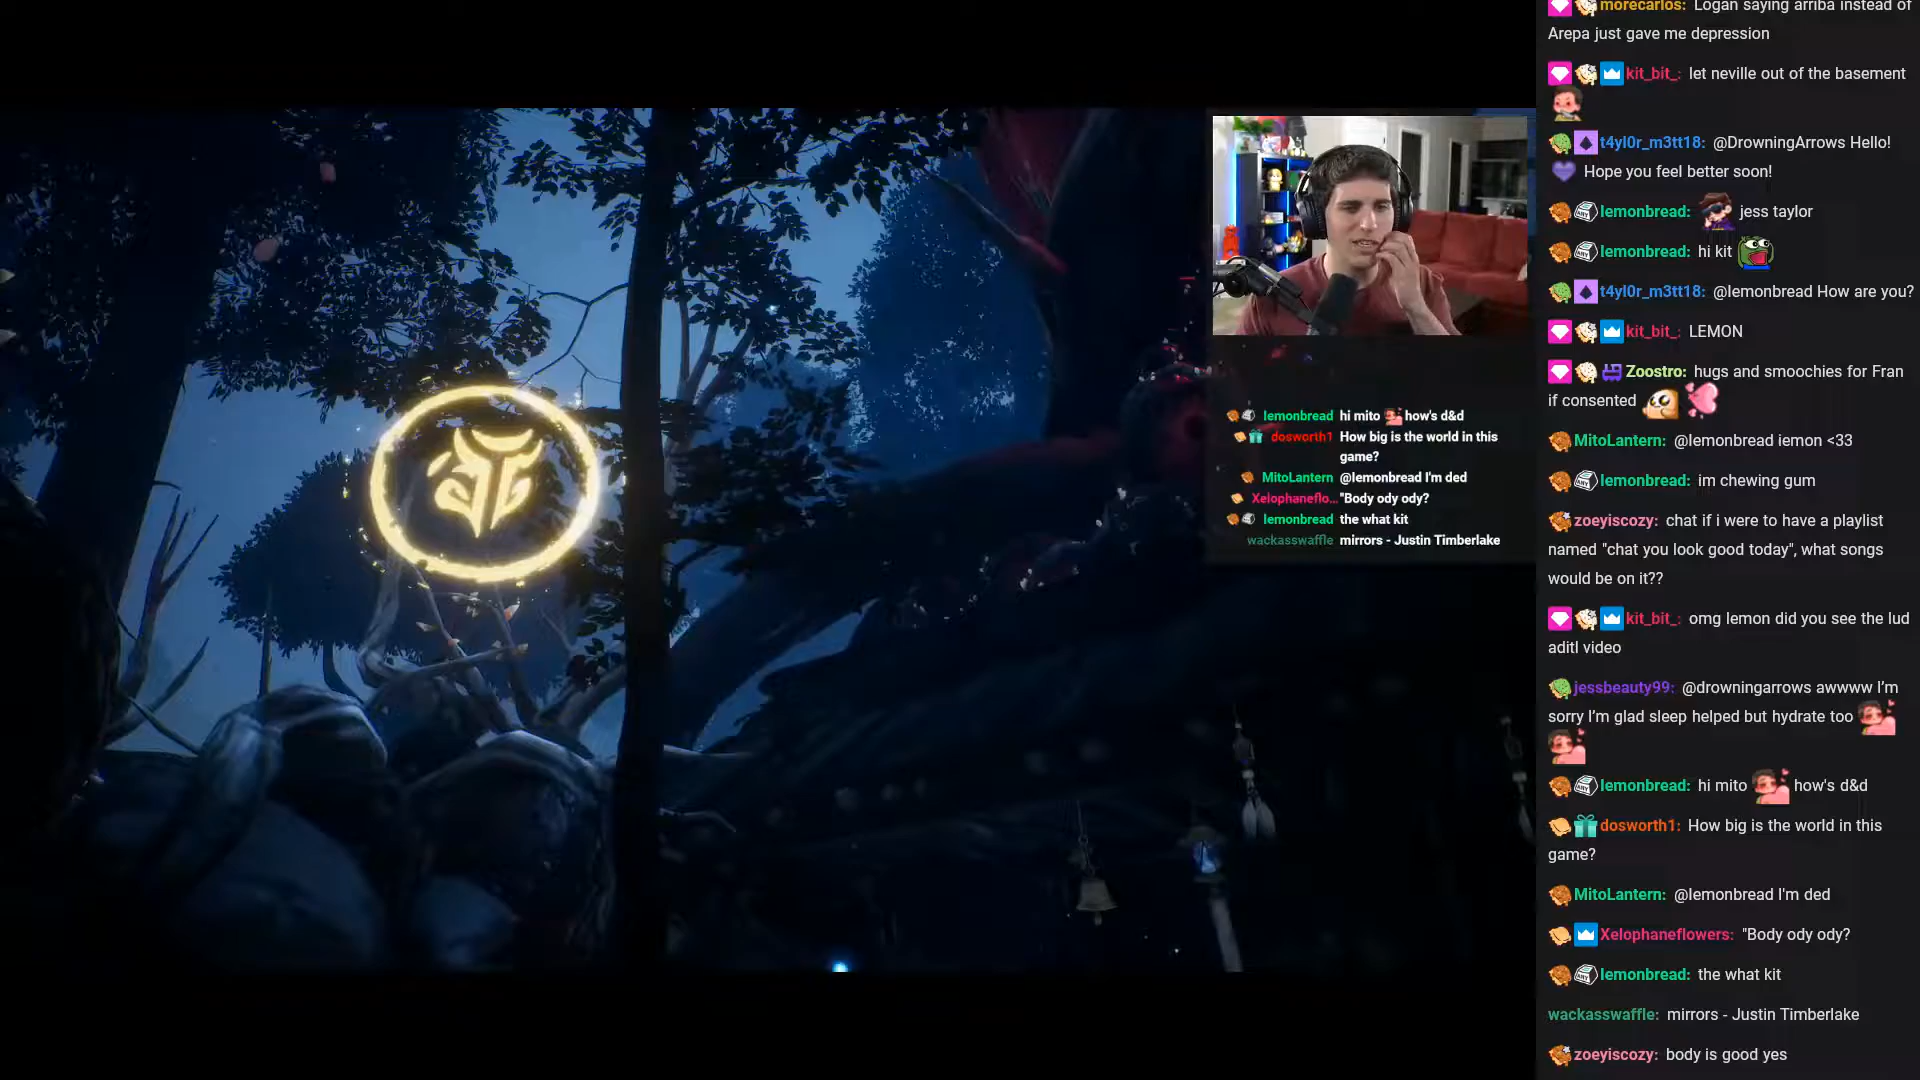 lemonbread hi mito how's d&d
dosworth1 How big is the world in this
game?
MitoLantern @lemonbread I'm ded
Xelophaneflo... "Body ody ody?
lemonbread the what kit
wackasswaffle mirrors - Justin Timberlake
morecarlos: Logan saying arriba instead of
Arepa just gave me depression
kit_bit_: let neville out of the basement
t4yl0r_m3tt18: @DrowningArrows Hello!
Hope you feel better soon!
lemonbread: jess taylor
lemonbread: hi kit
t4yl0r_m3tt18: @lemonbread How are you?
kit_bit_: LEMON
Zoostro: hugs and smoochies for Fran
if consented
MitoLantern: @lemonbread iemon <33
lemonbread: im chewing gum
zoeyiscozy: chat if i were to have a playlist
named "chat you look good today", what songs
would be on it??
kit_bit_: omg lemon did you see the lud
aditl video
jessbeauty99: @drowningarrows awwww I’m
sorry I’m glad sleep helped but hydrate too
lemonbread: hi mito how's d&d
dosworth1: How big is the world in this
game?
MitoLantern: @lemonbread I'm ded
Xelophaneflowers: "Body ody ody?
lemonbread: the what kit
wackasswaffle: mirrors - Justin Timberlake
zoeyiscozy: body is good yes